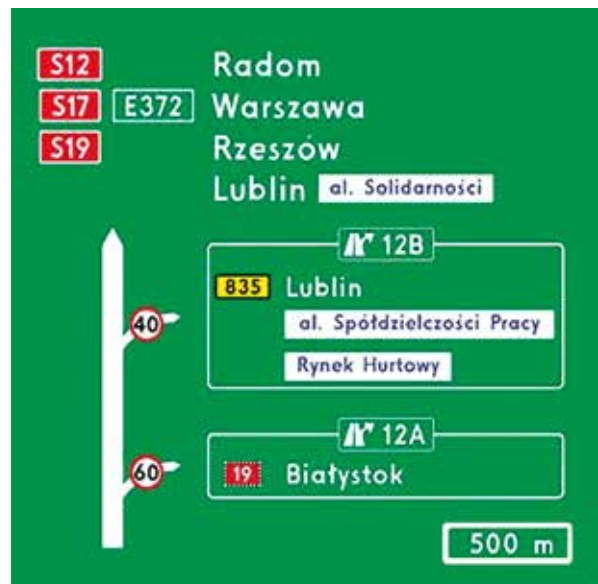 S12 Radom
S17 E372 Warszawa
S19 Rzeszów
Lublin al. Solidarności
12B
835 Lublin
40 al. Spółdzielczości Pracy
Rynek Hurtowy
12A
60 19 Białystok
500 m